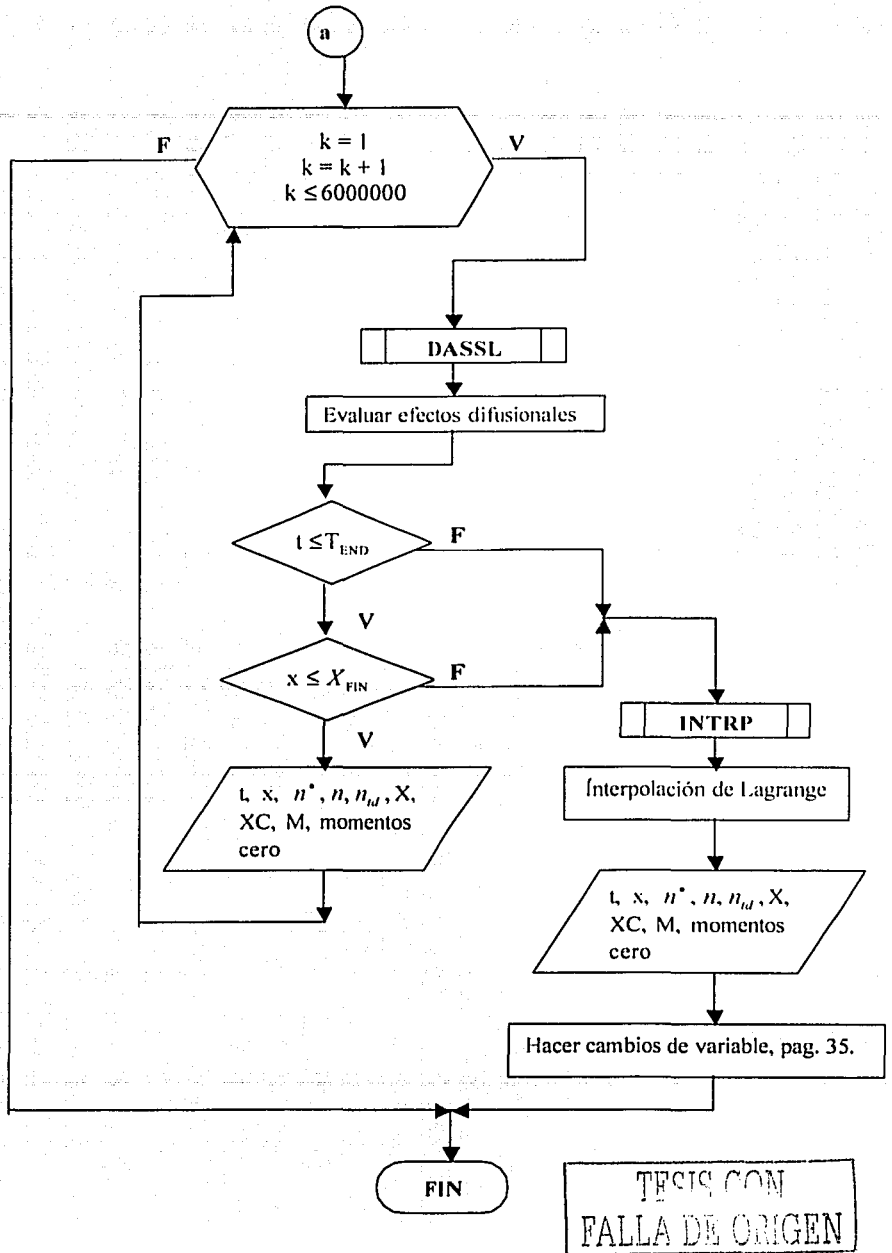 a
F
k = 1
V
k = k + 1
k ≤ 6000000
DASSL
Evaluar efectos difusionales
t ≤ T_END
F
V
x ≤ X_FIN
F
V
INTRP
t, x, n*, n, n_td, X,
XC, M, momentos
cero
Interpolación de Lagrange
t, x, n*, n, n_td, X,
XC, M, momentos
cero
Hacer cambios de variable, pag. 35.
FIN
TESIS CON
FALLA DE ORIGEN